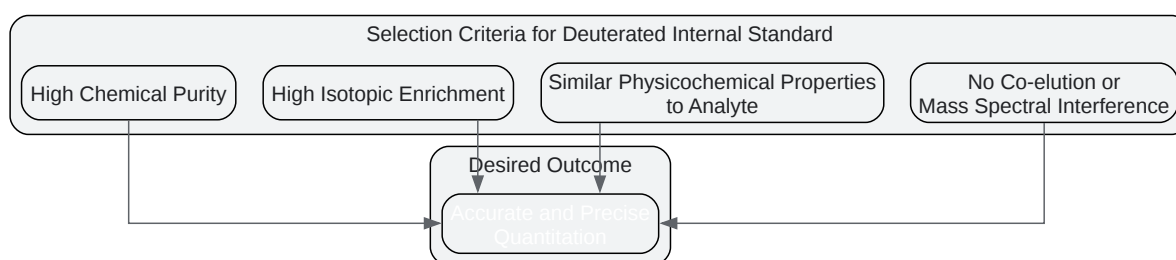 Selection Criteria for Deuterated Internal Standard
High Chemical Purity
High Isotopic Enrichment
Similar Physicochemical Properties
to Analyte
No Co-elution or
Mass Spectral Interference
Desired Outcome
Accurate and Precise
Quantitation